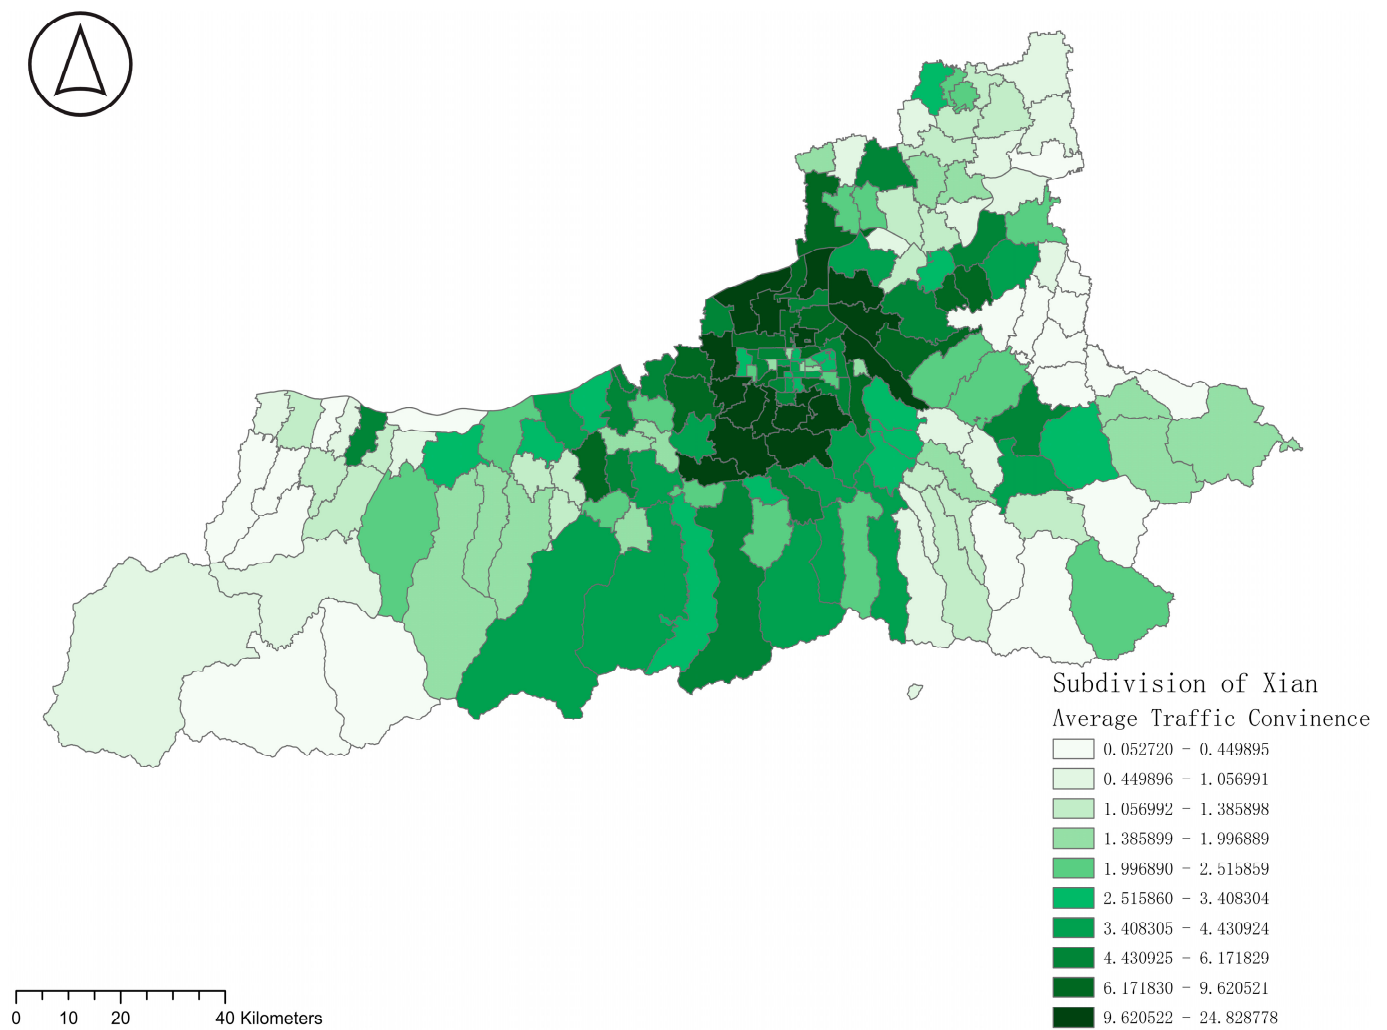 Subdivision of Xian
Average Traffic Convinence
0.052720 - 0.449895
0.449896 - 1.056991
1.056992 - 1.385898
1.385899 - 1.996889
1.996890 - 2.515859
2.515860 - 3.408304
3.408305 - 4.430924
4.430925 - 6.171829
6.171830 - 9.620521
9.620522 - 24.828778
0 10 20 40 Kilometers